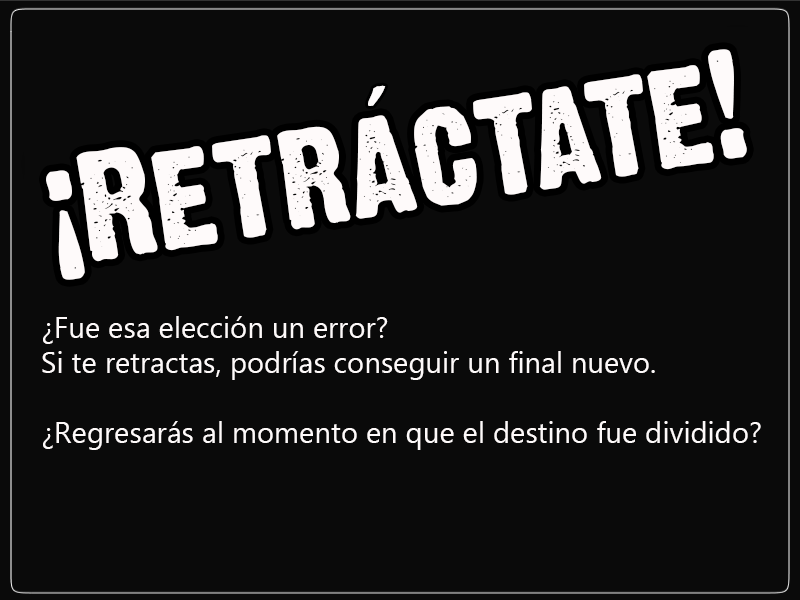 ¡RETRÁCTATE!
¿Fue esa elección un error?
Si te retractas, podrías conseguir un final nuevo.
¿Regresarás al momento en que el destino fue dividido?